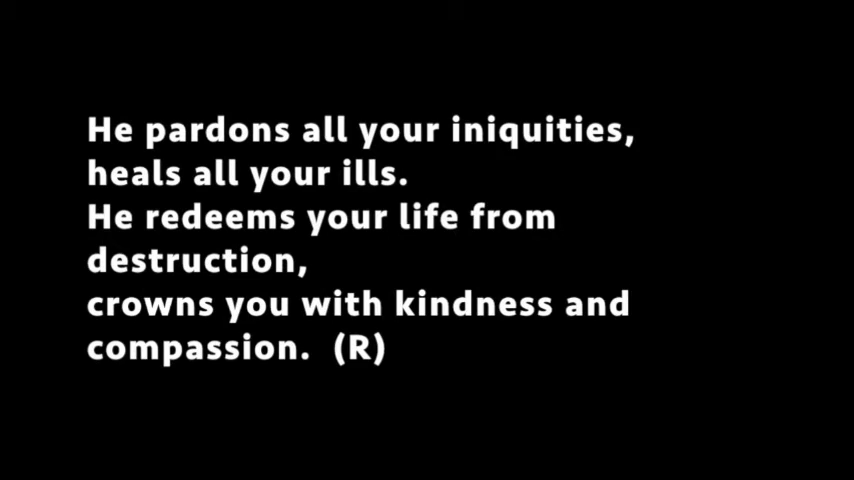 He pardons all your iniquities,
heals all your ills.
He redeems your life from
destruction,
crowns you with kindness and
compassion.  (R)